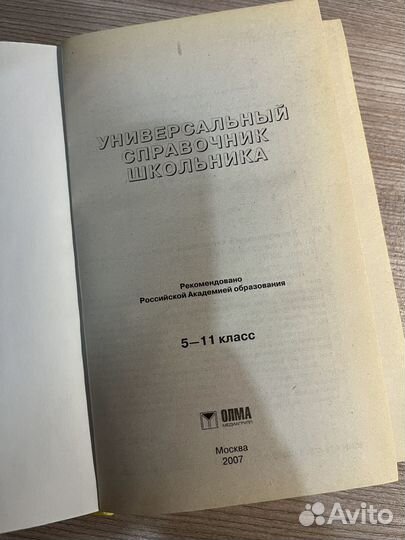 УНИВЕРСАЛЬНЫЙ
СПРАВОЧНИК
ШКОЛЬНИКА
Рекомендовано
Российской Академией образования
5—11 класс
ОЛМА
МЕДИАГРУПП
Москва
2007
Avito